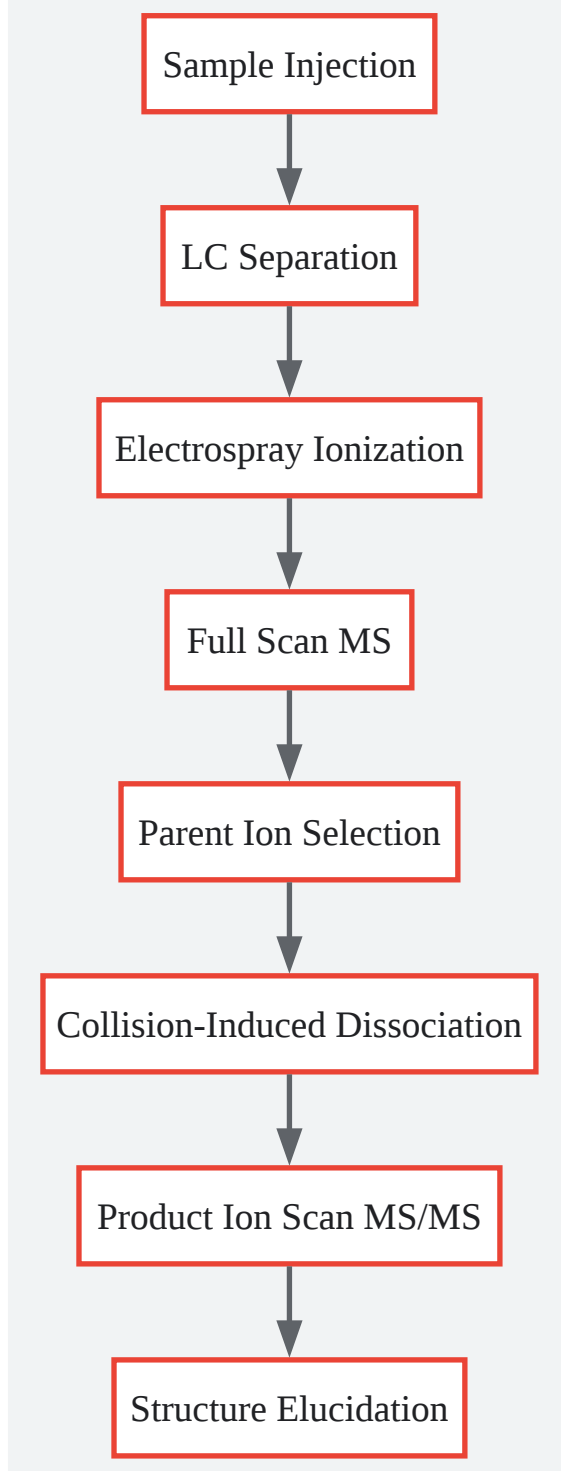 Sample Injection
LC Separation
Electrospray Ionization
Full Scan MS
Parent Ion Selection
Collision-Induced Dissociation
Product Ion Scan MS/MS
Structure Elucidation